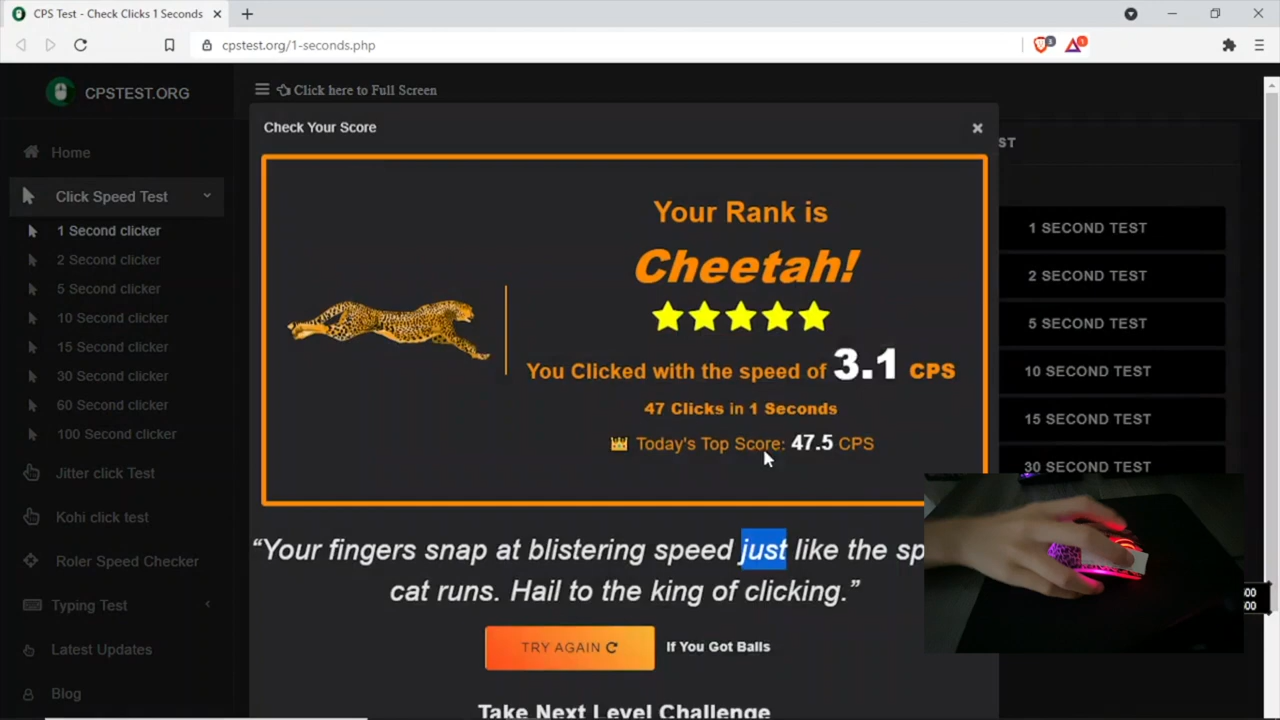 CPS Test - Check Clicks 1 Seconds
cpstest.org/1-seconds.php
3
1
CPSTEST.ORG
Click here to Full Screen
Home
Click Speed Test
1 Second clicker
2 Second clicker
5 Second clicker
10 Second clicker
15 Second clicker
30 Second clicker
60 Second clicker
100 Second clicker
Jitter click Test
Kohi click test
Roler Speed Checker
Typing Test
Latest Updates
Blog
Check Your Score
Your Rank is
Cheetah!
You Clicked with the speed of 3.1 CPS
47 Clicks in 1 Seconds
Today's Top Score: 47.5 CPS
“Your fingers snap at blistering speed just like the sp
cat runs. Hail to the king of clicking.”
TRY AGAIN
If You Got Balls
Take Next Level Challenge
ST
1 SECOND TEST
2 SECOND TEST
5 SECOND TEST
10 SECOND TEST
15 SECOND TEST
30 SECOND TEST